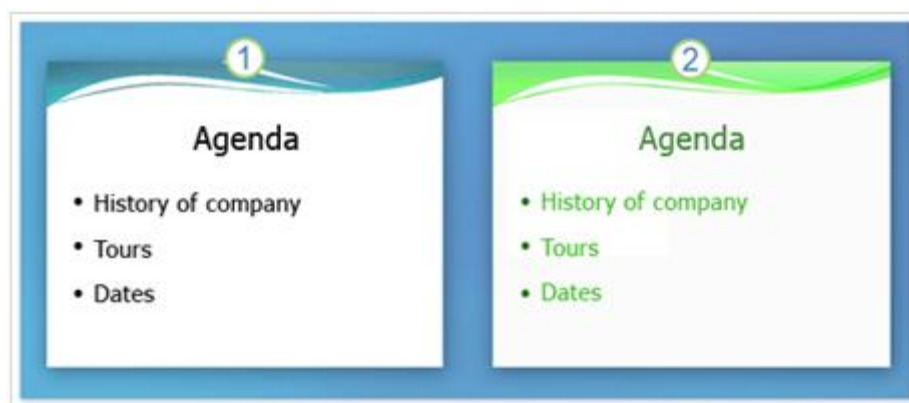 1
Agenda
• History of company
• Tours
• Dates
2
Agenda
• History of company
• Tours
• Dates